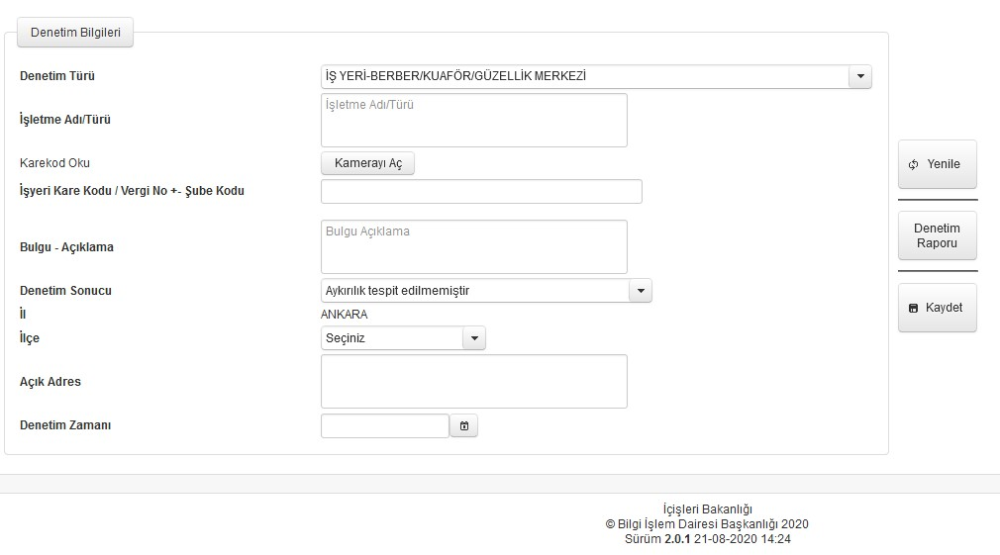 Denetim Bilgileri
Denetim Türü
İŞ YERİ-BERBER/KUAFÖR/GÜZELLİK MERKEZİ
İşletme Adı/Türü
İşletme Adı/Türü
Karekod Oku
Kamerayı Aç
İşyeri Kare Kodu / Vergi No +- Şube Kodu
Bulgu - Açıklama
Bulgu Açıklama
Denetim Sonucu
Aykırılık tespit edilmemiştir
İl
ANKARA
İlçe
Seçiniz
Açık Adres
Denetim Zamanı
Yenile
Denetim
Raporu
Kaydet
İçişleri Bakanlığı
© Bilgi İşlem Dairesi Başkanlığı 2020
Sürüm 2.0.1 21-08-2020 14:24